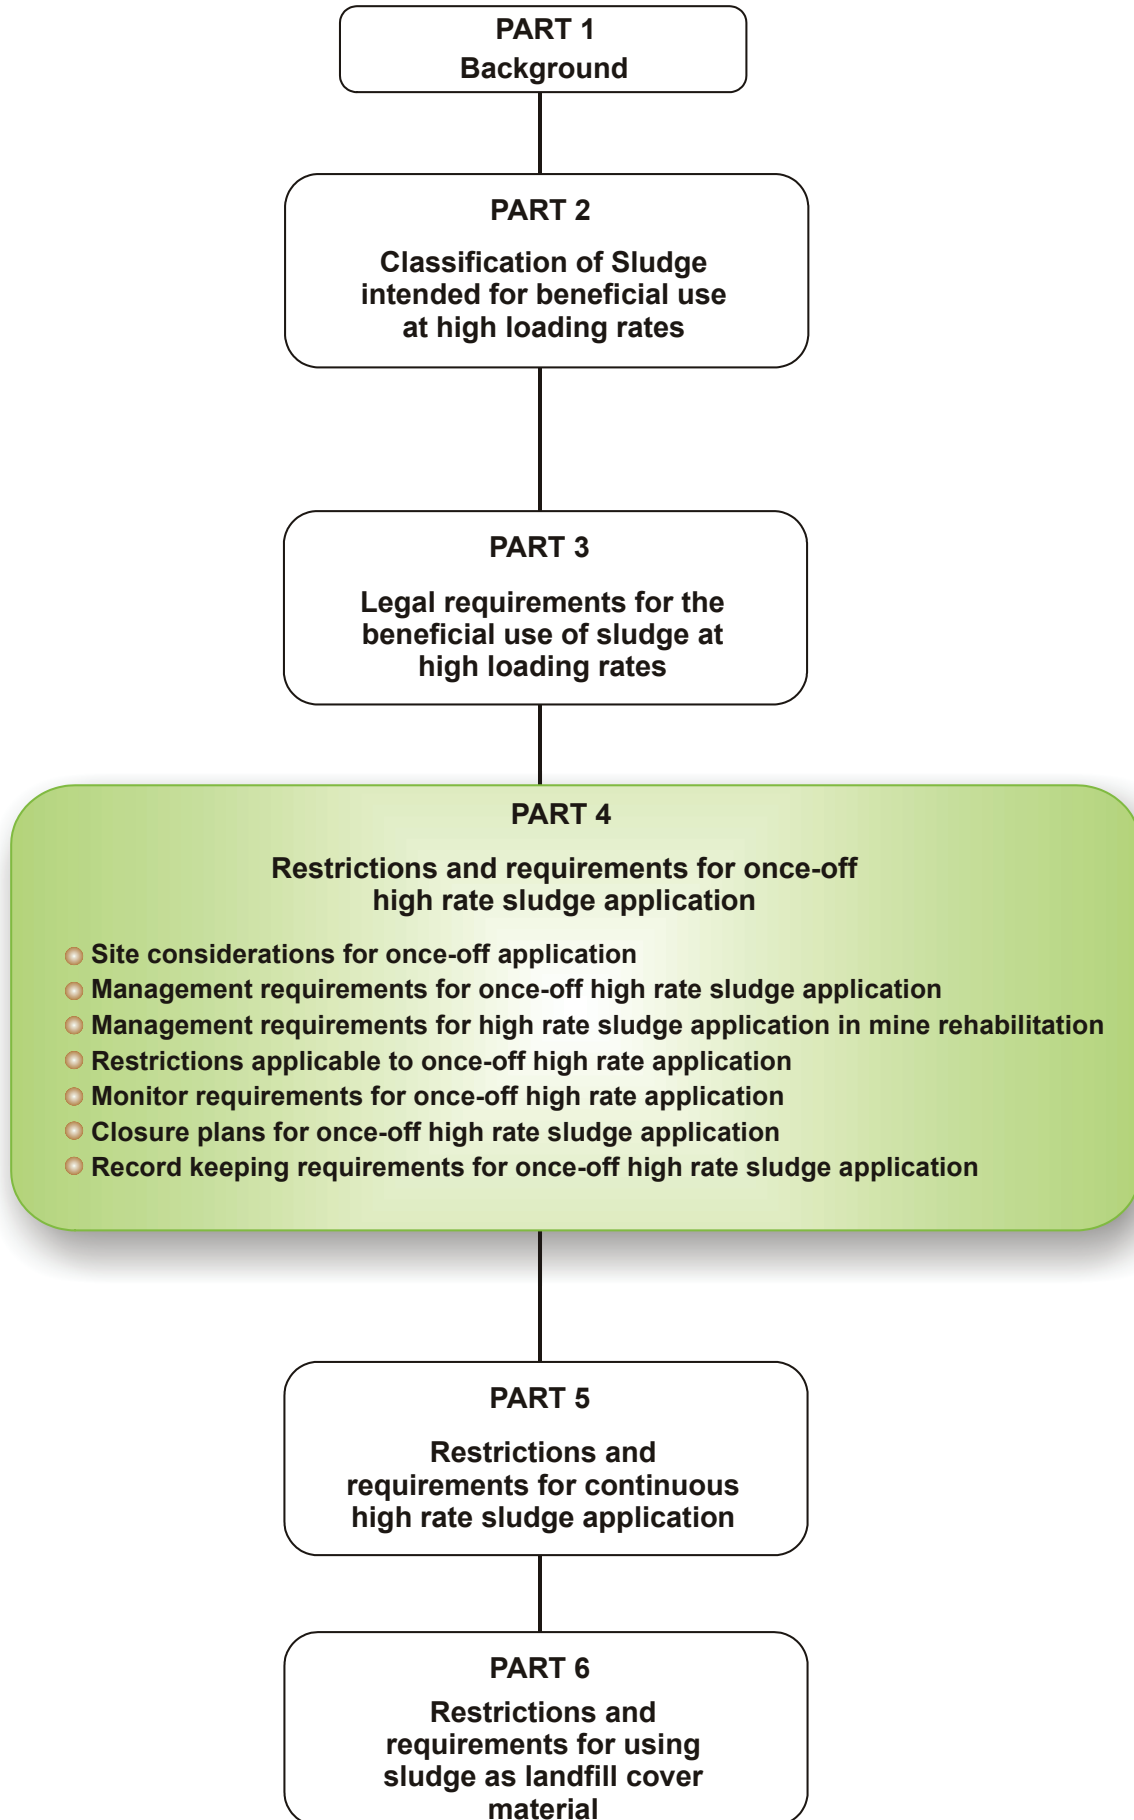 PART 1
Background
PART 2
Classification of Sludge
intended for beneficial use
at high loading rates
PART 3
Legal requirements for the
beneficial use of sludge at
high loading rates
PART 4
Restrictions and requirements for once-off
high rate sludge application
Site considerations for once-off application
Management requirements for once-off high rate sludge application
Management requirements for high rate sludge application in mine rehabilitation
Restrictions applicable to once-off high rate application
Monitor requirements for once-off high rate application
Closure plans for once-off high rate sludge application
Record keeping requirements for once-off high rate sludge application
PART 5
Restrictions and
requirements for continuous
high rate sludge application
PART 6
Restrictions and
requirements for using
sludge as landfill cover
material